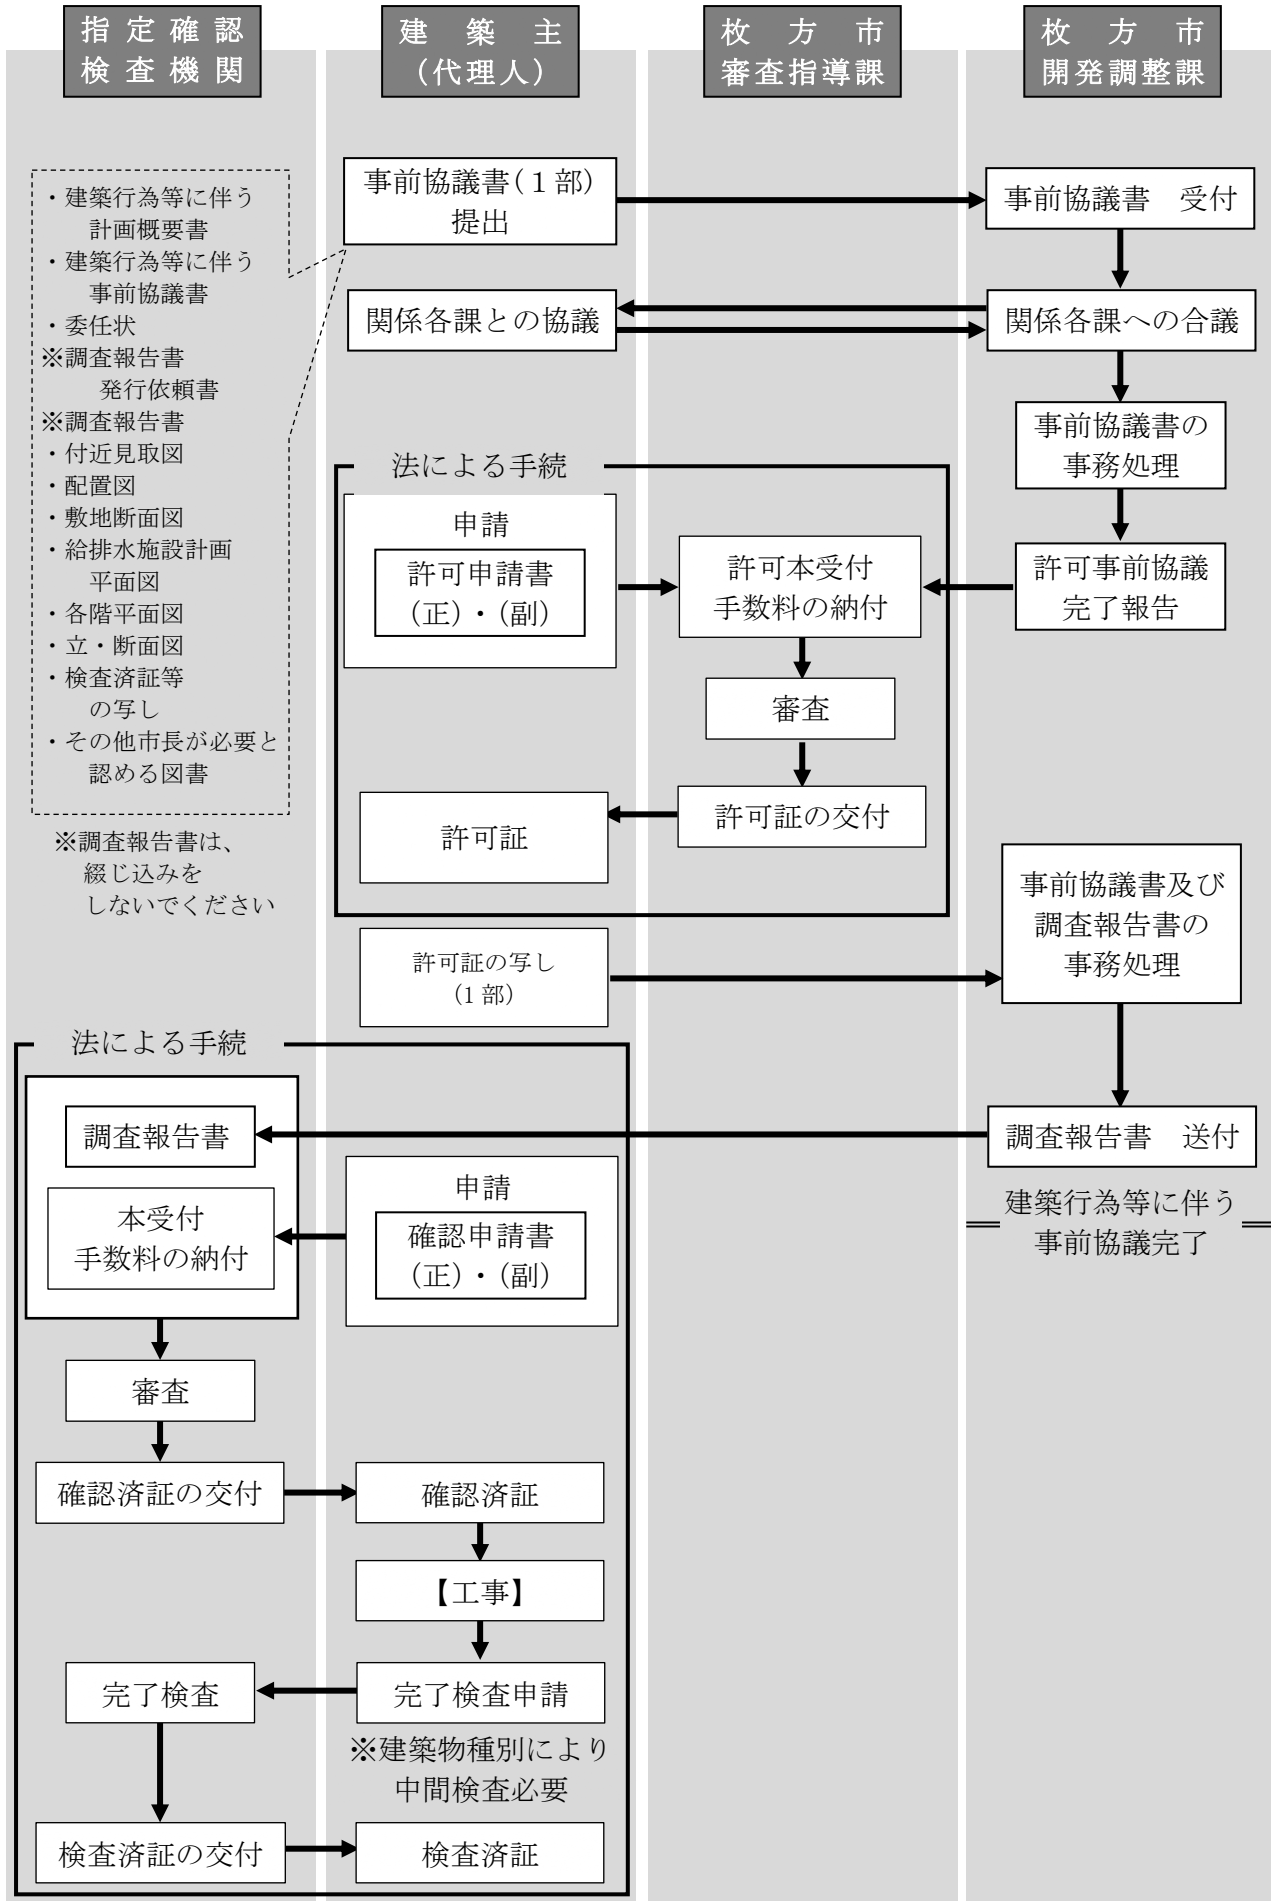 指定確認
検査機関
建築主
（代理人）
枚方市
審査指導課
枚方市
開発調整課
・建築行為等に伴う
計画概要書
・建築行為等に伴う
事前協議書
・委任状
※調査報告書
発行依頼書
※調査報告書
・付近見取図
・配置図
・敷地断面図
・給排水施設計画
平面図
・各階平面図
・立・断面図
・検査済証等
の写し
・その他市長が必要と
認める図書
※調査報告書は、
綴じ込みを
しないでください
事前協議書（１部）
提出
事前協議書　受付
関係各課との協議
関係各課への合議
事前協議書の
事務処理
法による手続
申請
許可申請書
（正）・（副）
許可本受付
手数料の納付
許可事前協議
完了報告
審査
許可証の交付
許可証
許可証の写し
（1 部）
事前協議書及び
調査報告書の
事務処理
法による手続
調査報告書
調査報告書　送付
本受付
手数料の納付
申請
確認申請書
（正）・（副）
建築行為等に伴う
事前協議完了
審査
確認済証の交付
確認済証
【工事】
完了検査
完了検査申請
※建築物種別により
中間検査必要
検査済証の交付
検査済証